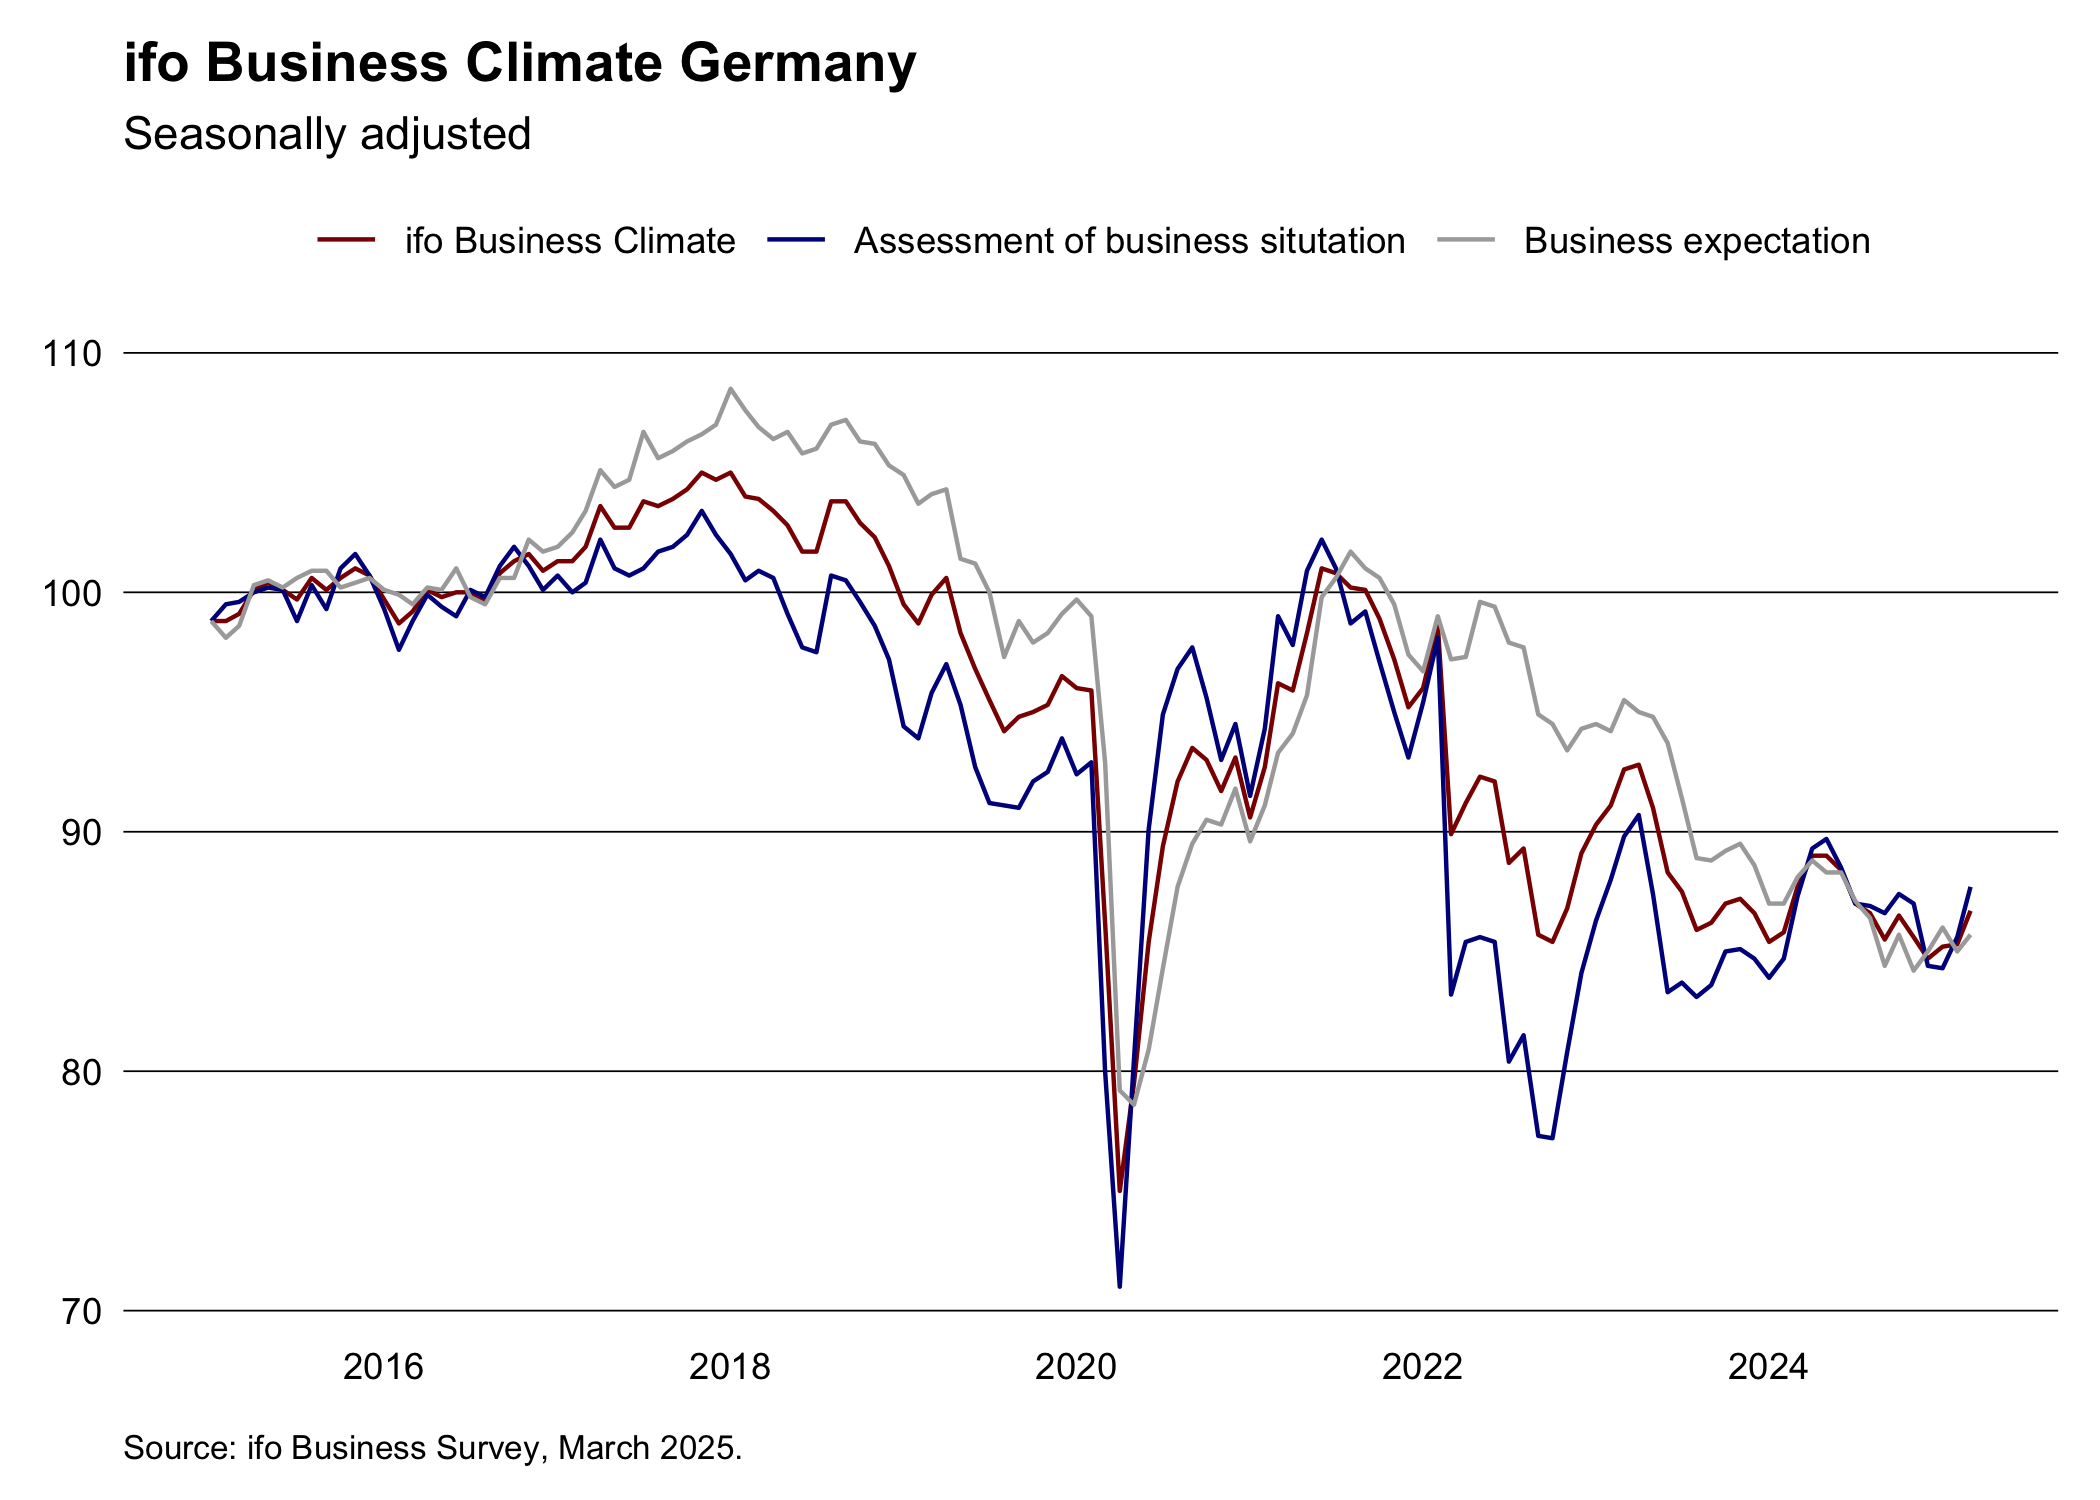 ifo Business Climate Germany
Seasonally adjusted
ifo Business Climate
Assessment of business situtation
Business expectation
110
100
90
80
70
2016
2018
2020
2022
2024
Source: ifo Business Survey, March 2025.